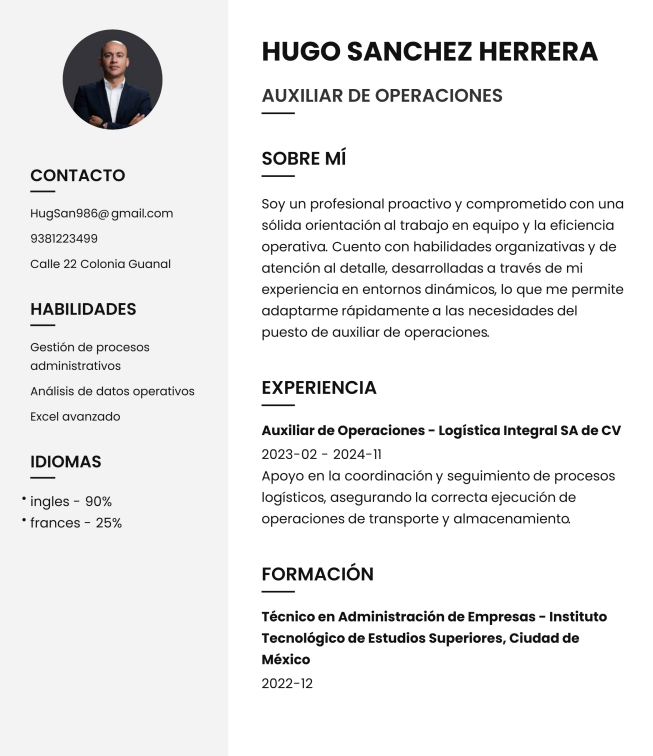 HUGO SANCHEZ HERRERA
AUXILIAR DE OPERACIONES
CONTACTO
HugSan986@gmail.com
9381223499
Calle 22 Colonia Guanal
HABILIDADES
Gestión de procesos
administrativos
Análisis de datos operativos
Excel avanzado
IDIOMAS
• ingles - 90%
• frances - 25%
SOBRE MÍ
Soy un profesional proactivo y comprometido con una
sólida orientación al trabajo en equipo y la eficiencia
operativa. Cuento con habilidades organizativas y de
atención al detalle, desarrolladas a través de mi
experiencia en entornos dinámicos, lo que me permite
adaptarme rápidamente a las necesidades del
puesto de auxiliar de operaciones.
EXPERIENCIA
Auxiliar de Operaciones - Logística Integral SA de CV
2023-02 - 2024-11
Apoyo en la coordinación y seguimiento de procesos
logísticos, asegurando la correcta ejecución de
operaciones de transporte y almacenamiento.
FORMACIÓN
Técnico en Administración de Empresas - Instituto
Tecnológico de Estudios Superiores, Ciudad de
México
2022-12